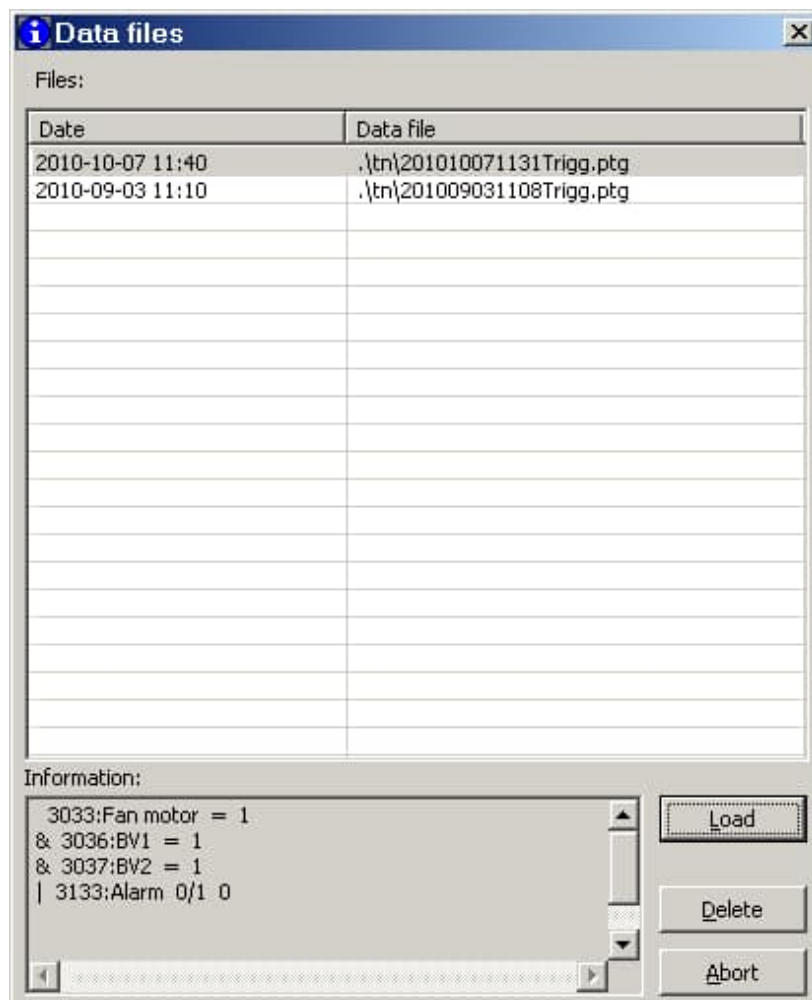 Data files
Files:
Date Data file
2010-10-07 11:40 .\tn\201010071131Trigg.ptg
2010-09-03 11:10 .\tn\201009031108Trigg.ptg
Information:
3033:Fan motor = 1
& 3036:BV1 = 1
& 3037:BV2 = 1
| 3133:Alarm 0/1 0
Load
Delete
Abort